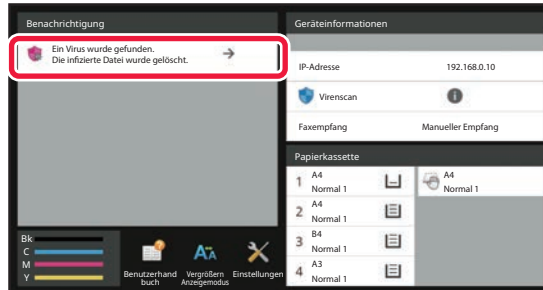 Benachrichtigung
Ein Virus wurde gefunden.
Die infizierte Datei wurde gelöscht.
Geräteinformationen
IP-Adresse 192.168.0.10
Virenscan
Faxempfang Manueller Empfang
Papierkassette
1 A4
Normal 1
A4
Normal 1
2 A4
Normal 1
3 B4
Normal 1
4 A3
Normal 1
Bk
C
M
Y
Benutzerhand
buch
Vergrößern
Anzeigemodus
Einstellungen